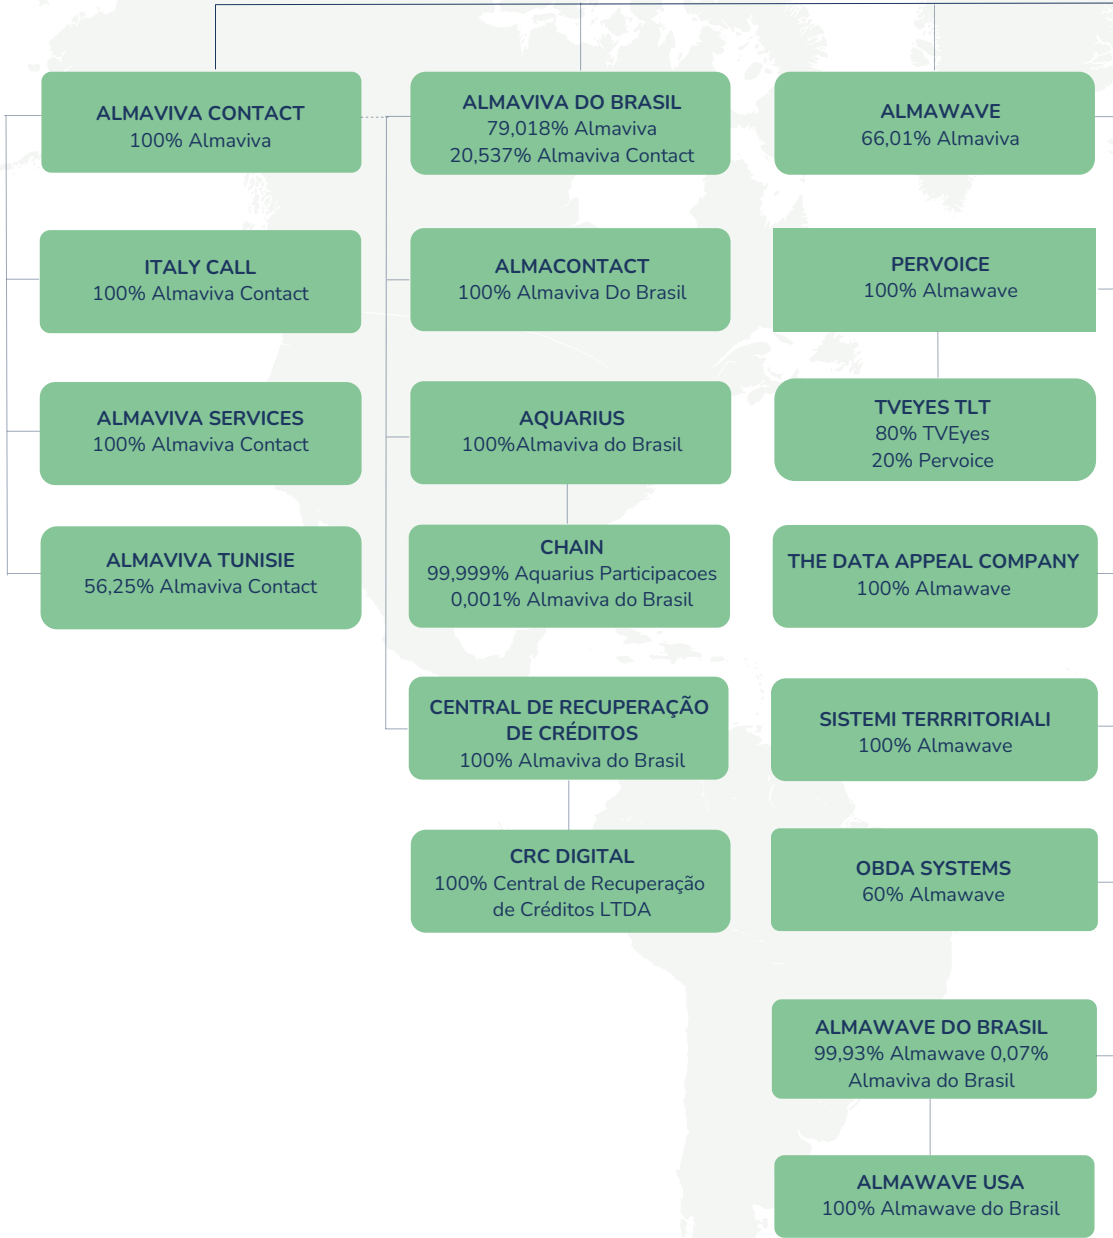 ALMAVIVA CONTACT
100% Almaviva
ITALY CALL
100% Almaviva Contact
ALMAVIVA SERVICES
100% Almaviva Contact
ALMAVIVA TUNISIE
56,25% Almaviva Contact
ALMAVIVA DO BRASIL
79,018% Almaviva
20,537% Almaviva Contact
ALMACONTACT
100% Almaviva Do Brasil
AQUARIUS
100%Almaviva do Brasil
CHAIN
99,999% Aquarius Participacoes
0,001% Almaviva do Brasil
CENTRAL DE RECUPERAÇÃO
DE CRÉDITOS
100% Almaviva do Brasil
CRC DIGITAL
100% Central de Recuperação
de Créditos LTDA
ALMAWAVE
66,01% Almaviva
PERVOICE
100% Almawave
TVEYES TLT
80% TVEyes
20% Pervoice
THE DATA APPEAL COMPANY
100% Almawave
SISTEMI TERRRITORIALI
100% Almawave
OBDA SYSTEMS
60% Almawave
ALMAWAVE DO BRASIL
99,93% Almawave 0,07%
Almaviva do Brasil
ALMAWAVE USA
100% Almawave do Brasil